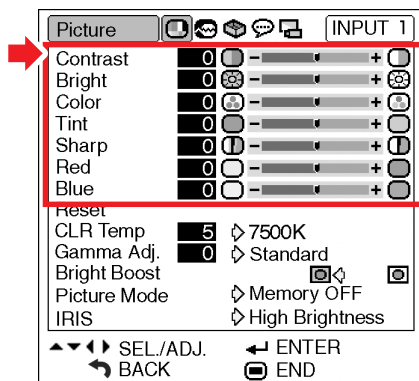 Picture INPUT 1
Contrast 0 - +
Bright 0 - +
Color 0 - +
Tint 0 - +
Sharp 0 - +
Red 0 - +
Blue 0 - +
Reset
CLR Temp 5 7500K
Gamma Adj. 0 Standard
Bright Boost
Picture Mode Memory OFF
IRIS High Brightness
SEL./ADJ. ENTER
BACK END